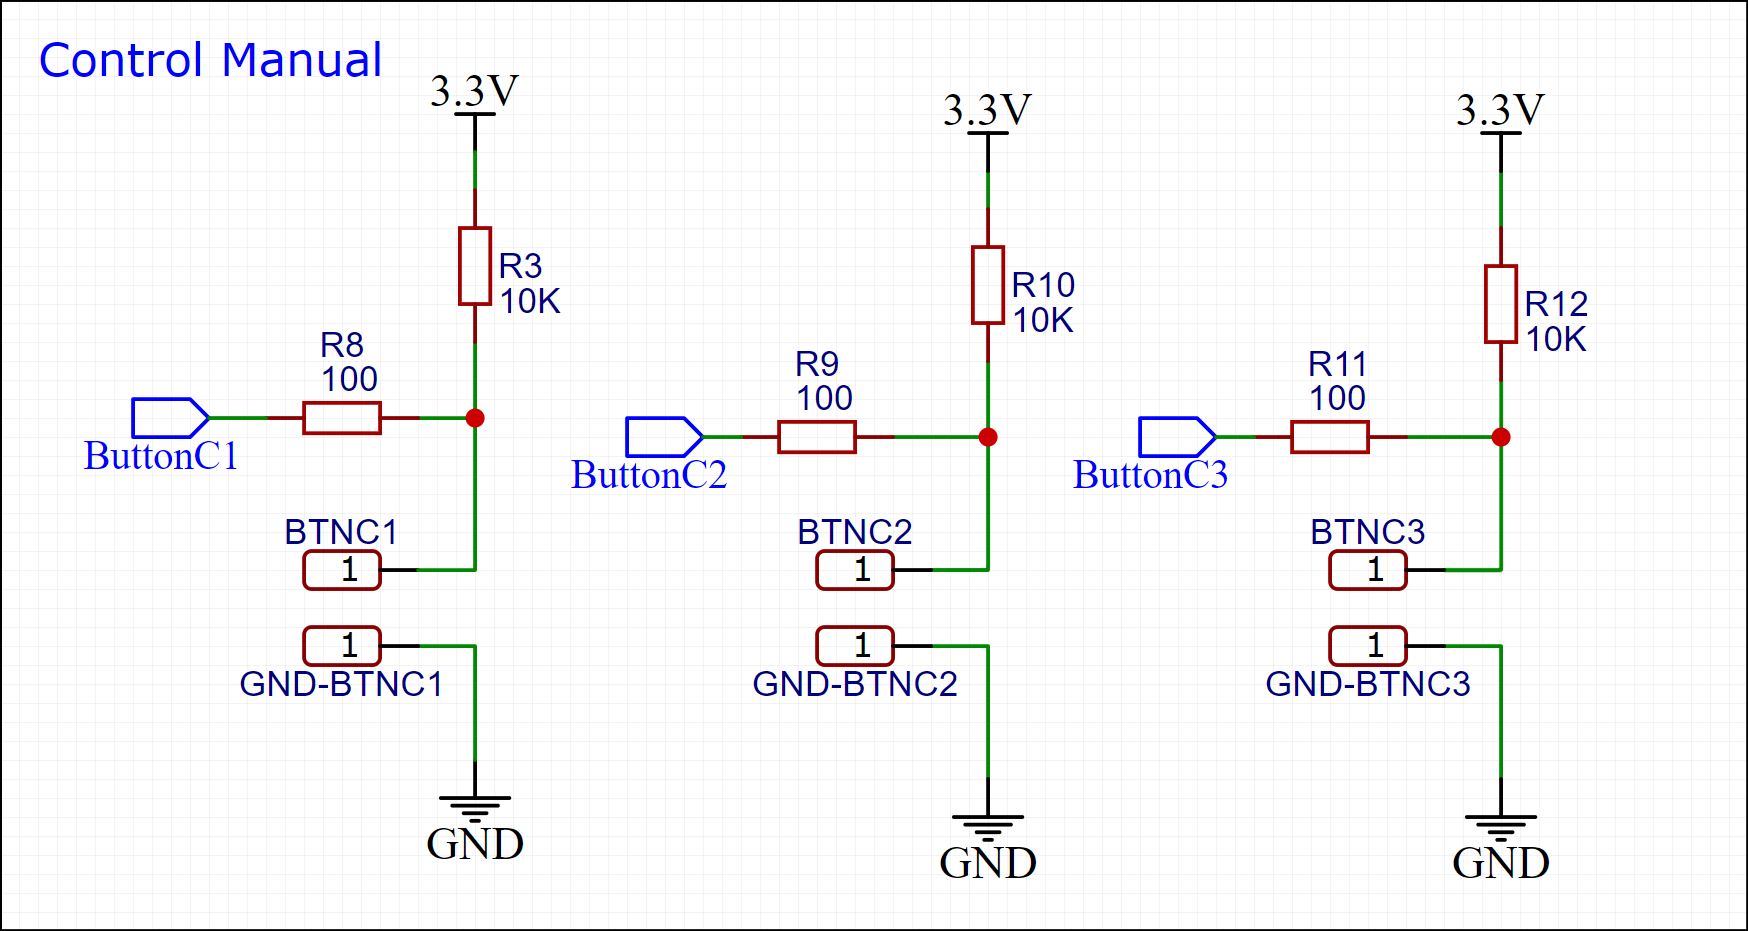 Control Manual
3.3V
R3
10K
R8
100
ButtonC1
BTNC1
1
1
GND-BTNC1
GND
3.3V
R10
10K
R9
100
ButtonC2
BTNC2
1
1
GND-BTNC2
GND
3.3V
R12
10K
R11
100
ButtonC3
BTNC3
1
1
GND-BTNC3
GND